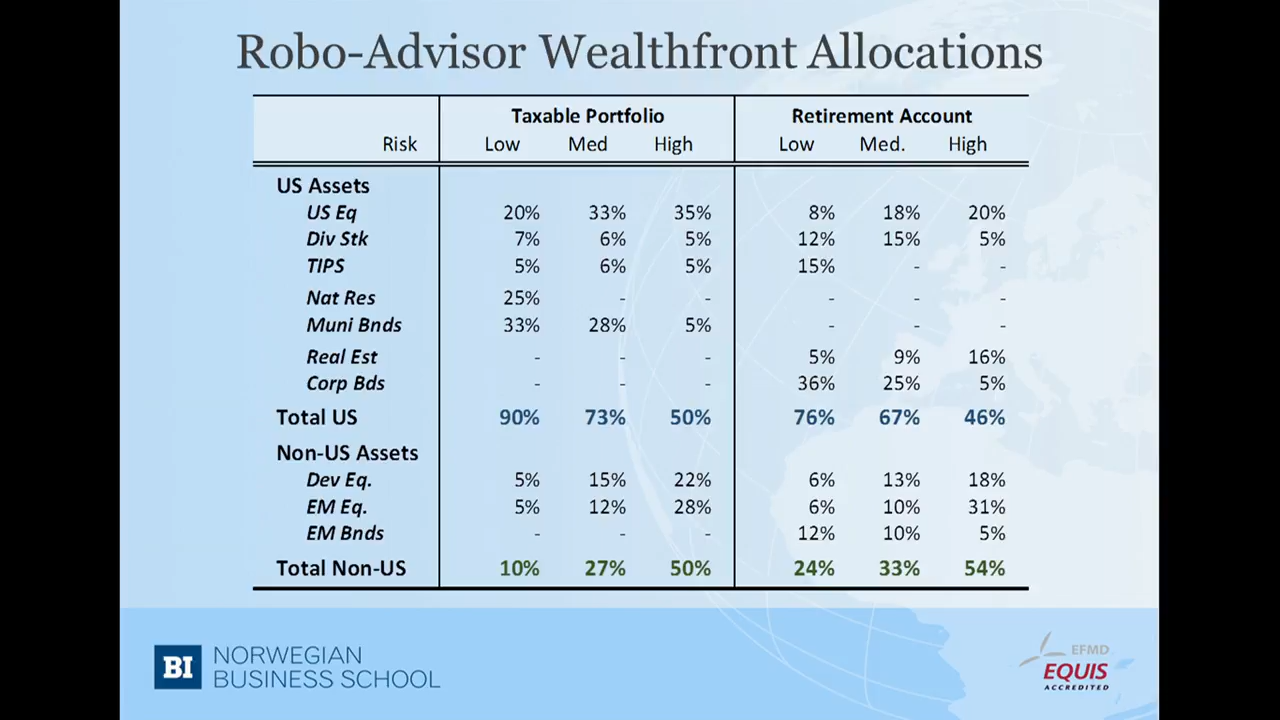 Robo-Advisor Wealthfront Allocations
Taxable Portfolio Retirement Account
Risk Low Med High Low Med. High
US Assets
US Eq 20% 33% 35% 8% 18% 20%
Div Stk 7% 6% 5% 12% 15% 5%
TIPS 5% 6% 5% 15% - -
Nat Res 25% - - - - -
Muni Bnds 33% 28% 5% - - -
Real Est - - - 5% 9% 16%
Corp Bds - - - 36% 25% 5%
Total US 90% 73% 50% 76% 67% 46%
Non-US Assets
Dev Eq. 5% 15% 22% 6% 13% 18%
EM Eq. 5% 12% 28% 6% 10% 31%
EM Bnds - - - 12% 10% 5%
Total Non-US 10% 27% 50% 24% 33% 54%
BI NORWEGIAN
BUSINESS SCHOOL
EFMD
EQUIS
ACCREDITED